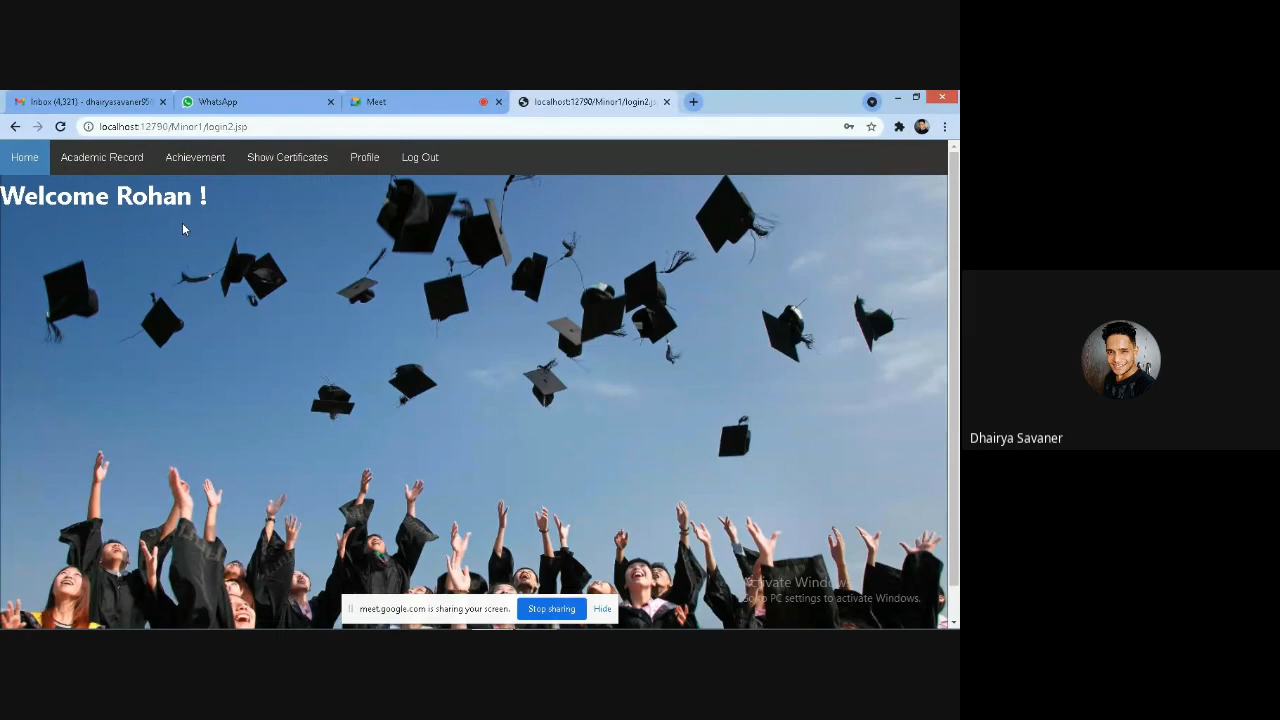 Inbox (4,321) - dhairyasavaner95
WhatsApp
Meet
localhost:12790/Minor1/login2.js
localhost:12790/Minor1/login2.jsp
Home
Academic Record
Achievement
Show Certificates
Profile
Log Out
Welcome Rohan !
Activate Windows
Go to PC settings to activate Windows.
meet.google.com is sharing your screen.
Stop sharing
Hide
Dhairya Savaner